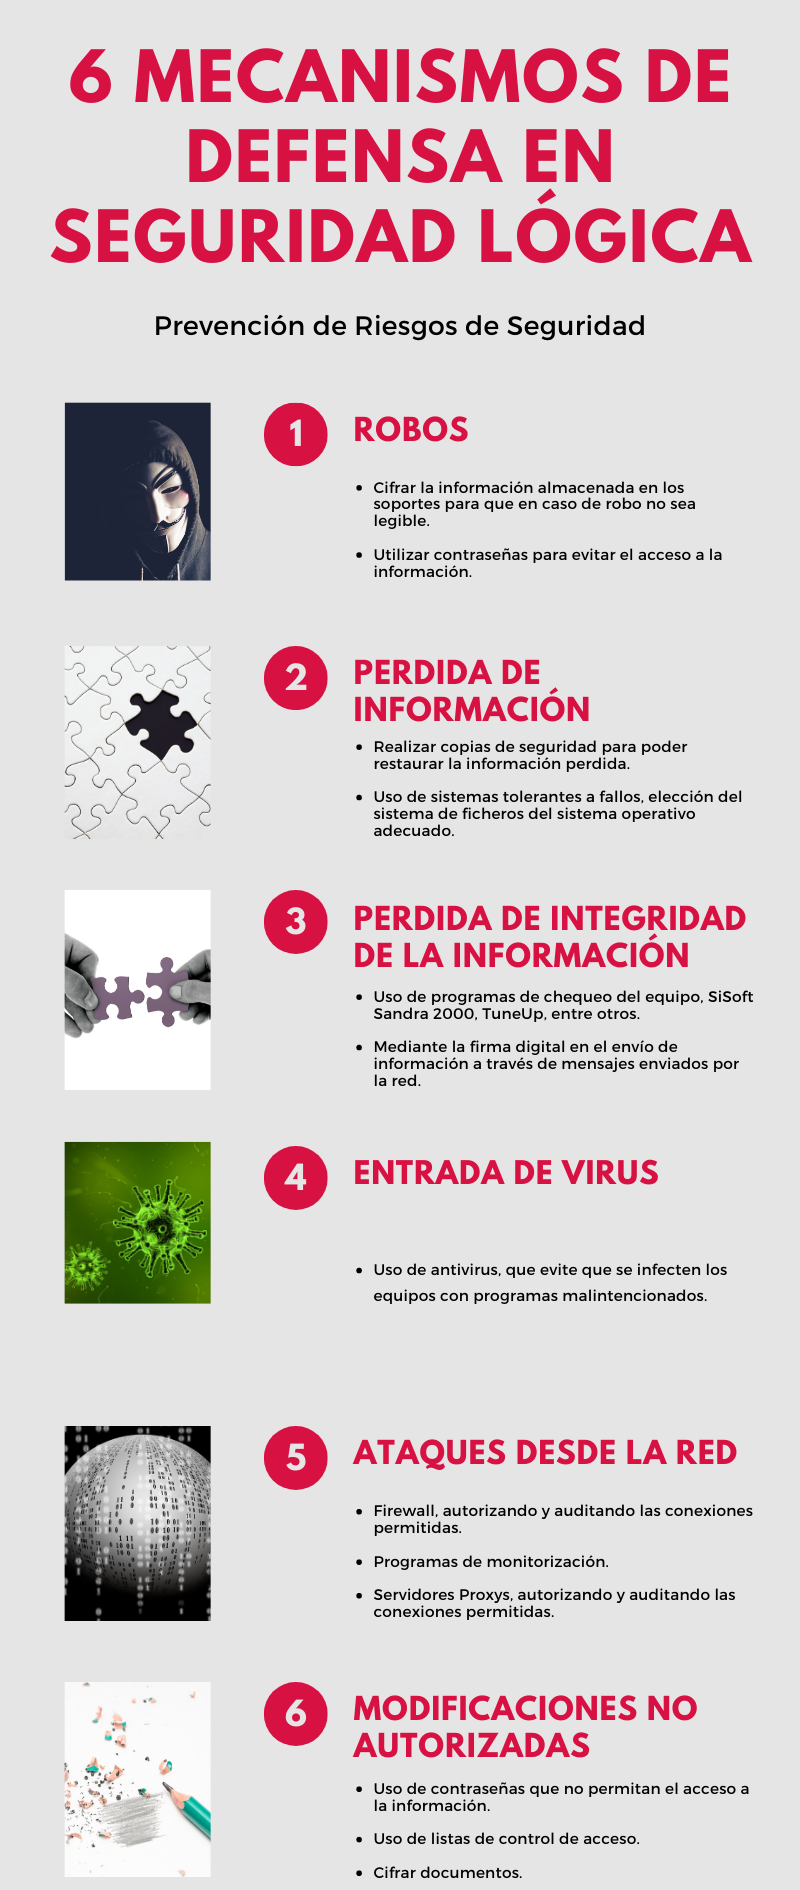 6 MECANISMOS DE
DEFENSA EN
SEGURIDAD LÓGICA
Prevención de Riesgos de Seguridad
1
ROBOS
• Cifrar la información almacenada en los
soportes para que en caso de robo no sea
legible.
• Utilizar contraseñas para evitar el acceso a la
información.
2
PERDIDA DE
INFORMACIÓN
• Realizar copias de seguridad para poder
restaurar la información perdida.
• Uso de sistemas tolerantes a fallos, elección del
sistema de ficheros del sistema operativo
adecuado.
3
PERDIDA DE INTEGRIDAD
DE LA INFORMACIÓN
• Uso de programas de chequeo del equipo, SiSoft
Sandra 2000, TuneUp, entre otros.
• Mediante la firma digital en el envío de
información a través de mensajes enviados por
la red.
4
ENTRADA DE VIRUS
• Uso de antivirus, que evite que se infecten los
equipos con programas malintencionados.
5
ATAQUES DESDE LA RED
• Firewall, autorizando y auditando las conexiones
permitidas.
• Programas de monitorización.
• Servidores Proxys, autorizando y auditando las
conexiones permitidas.
6
MODIFICACIONES NO
AUTORIZADAS
• Uso de contraseñas que no permitan el acceso a
la información.
• Uso de listas de control de acceso.
• Cifrar documentos.